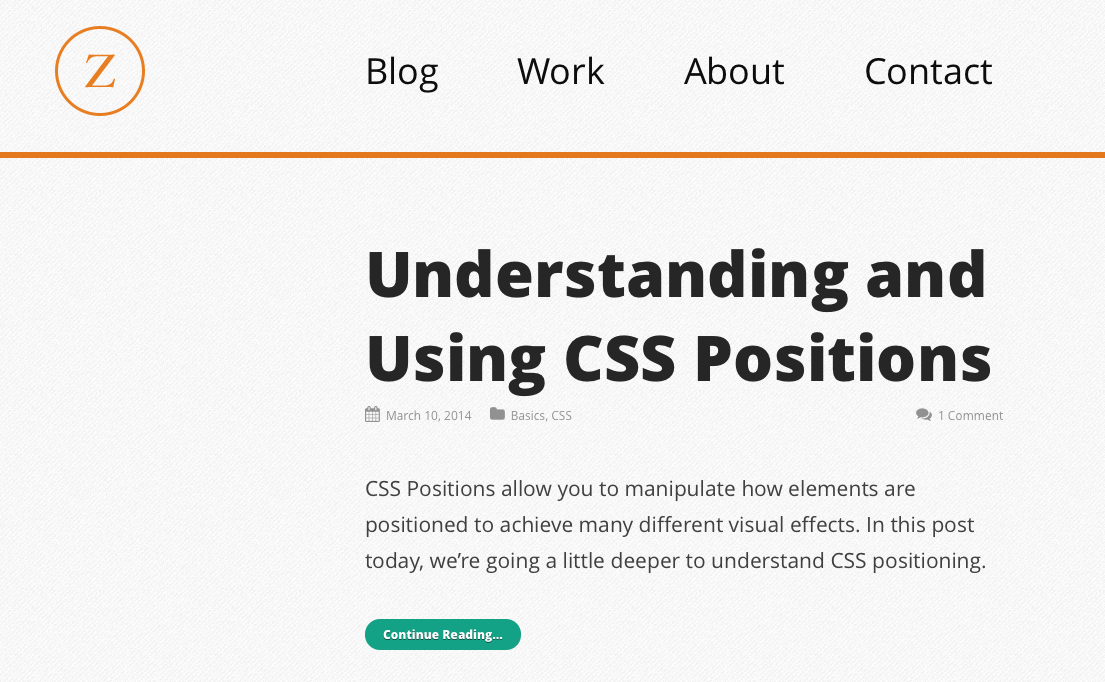 Z
Blog Work About Contact
Understanding and
Using CSS Positions
March 10, 2014 Basics, CSS 1 Comment
CSS Positions allow you to manipulate how elements are
positioned to achieve many different visual effects. In this post
today, we’re going a little deeper to understand CSS positioning.
Continue Reading...